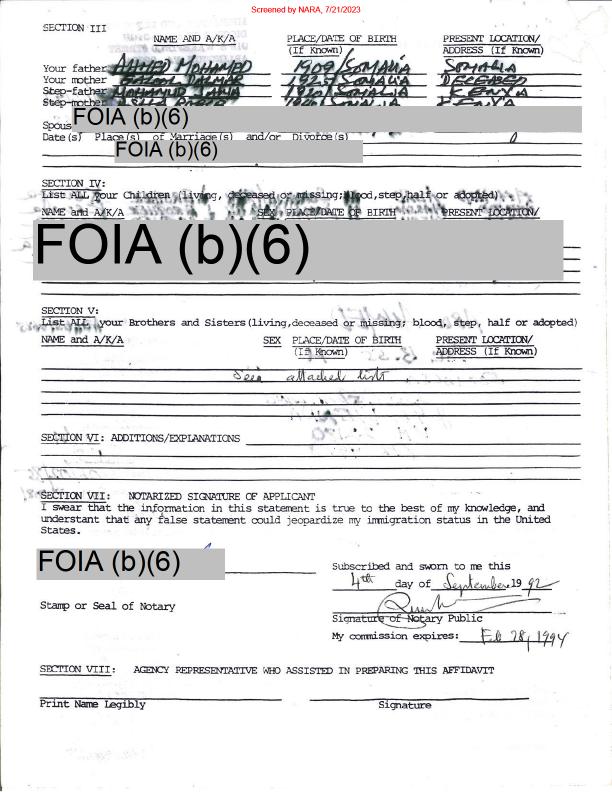 Screened by NARA, 7/21/2023
SECTION III
NAME AND A/K/A PLACE/DATE OF BIRTH PRESENT LOCATION/
(If Known) ADDRESS (If Known)
Your father AHMED MOHAMED 1909/SOMALIA SOMALIA
Your mother 1925/SOMALIA DECEASED
Step-father MOHAMUD 1920/SOMALIA KENYA
Step-mother KENYA
Spous FOIA (b)(6)
Date(s) Place(s) of Marriage(s) and/or Divorce(s)
FOIA (b)(6)
SECTION IV:
List ALL your Children (living, deceased or missing; blood, step, half or adopted)
NAME and A/K/A SEX PLACE/DATE OF BIRTH PRESENT LOCATION/
FOIA (b)(6)
SECTION V:
List ALL your Brothers and Sisters (living, deceased or missing; blood, step, half or adopted)
NAME and A/K/A SEX PLACE/DATE OF BIRTH PRESENT LOCATION/
(If Known) ADDRESS (If Known)
attached list
SECTION VI: ADDITIONS/EXPLANATIONS
SECTION VII: NOTARIZED SIGNATURE OF APPLICANT
I swear that the information in this statement is true to the best of my knowledge, and
understant that any false statement could jeopardize my immigration status in the United
States.
FOIA (b)(6)
Subscribed and sworn to me this
4th day of September 19 92
Stamp or Seal of Notary
Signature of Notary Public
My commission expires: Feb 28, 1994
SECTION VIII: AGENCY REPRESENTATIVE WHO ASSISTED IN PREPARING THIS AFFIDAVIT
Print Name Legibly Signature